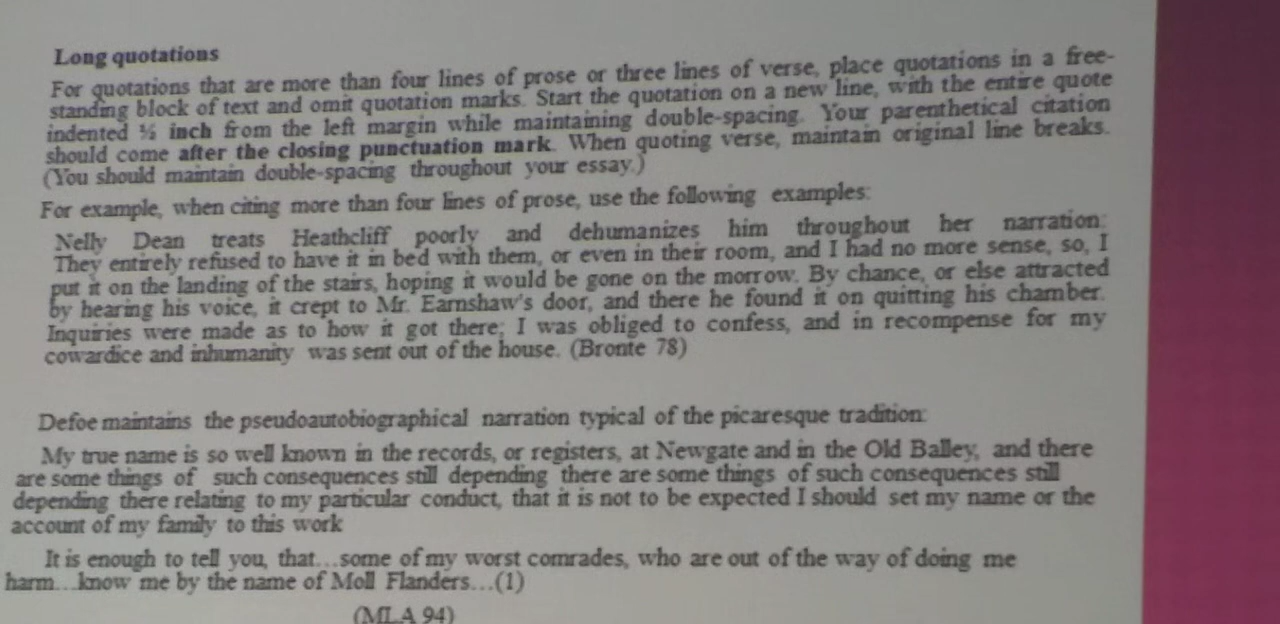 Long quotations
For quotations that are more than four lines of prose or three lines of verse, place quotations in a free-
standing block of text and omit quotation marks. Start the quotation on a new line, with the entire quote
indented ½ inch from the left margin while maintaining double-spacing. Your parenthetical citation
should come after the closing punctuation mark. When quoting verse, maintain original line breaks.
(You should maintain double-spacing throughout your essay.)
For example, when citing more than four lines of prose, use the following examples:
Nelly Dean treats Heathcliff poorly and dehumanizes him throughout her narration:
They entirely refused to have it in bed with them, or even in their room, and I had no more sense, so, I
put it on the landing of the stairs, hoping it would be gone on the morrow. By chance, or else attracted
by hearing his voice, it crept to Mr. Earnshaw's door, and there he found it on quitting his chamber.
Inquiries were made as to how it got there; I was obliged to confess, and in recompense for my
cowardice and inhumanity was sent out of the house. (Bronte 78)
Defoe maintains the pseudoautobiographical narration typical of the picaresque tradition:
My true name is so well known in the records, or registers, at Newgate and in the Old Balley, and there
are some things of such consequences still depending there are some things of such consequences still
depending there relating to my particular conduct, that it is not to be expected I should set my name or the
account of my family to this work
It is enough to tell you, that...some of my worst comrades, who are out of the way of doing me
harm...know me by the name of Moll Flanders...(1)
(MLA 94)